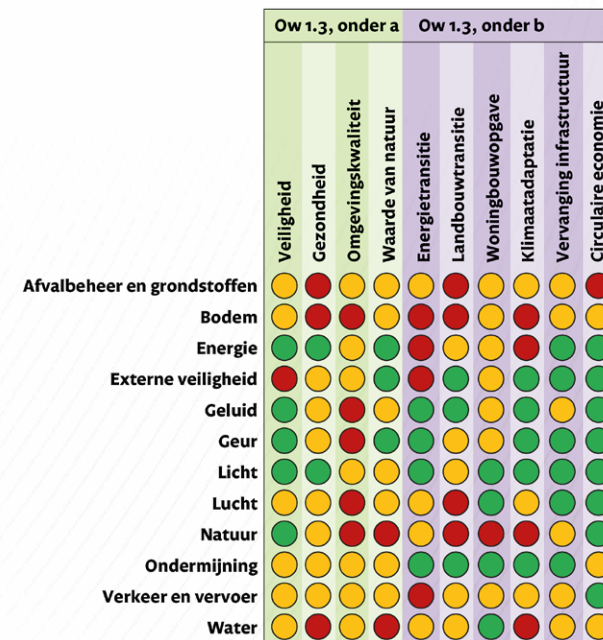 Ow 1.3, onder a
Ow 1.3, onder b
Veiligheid
Gezondheid
Omgevingskwaliteit
Waarde van natuur
Energietransitie
Landbouwtransitie
Woningbouwopgave
Klimaatadaptatie
Vervanging infrastructuur
Circulaire economie
Afvalbeheer en grondstoffen
Bodem
Energie
Externe veiligheid
Geluid
Geur
Licht
Lucht
Natuur
Ondermijning
Verkeer en vervoer
Water